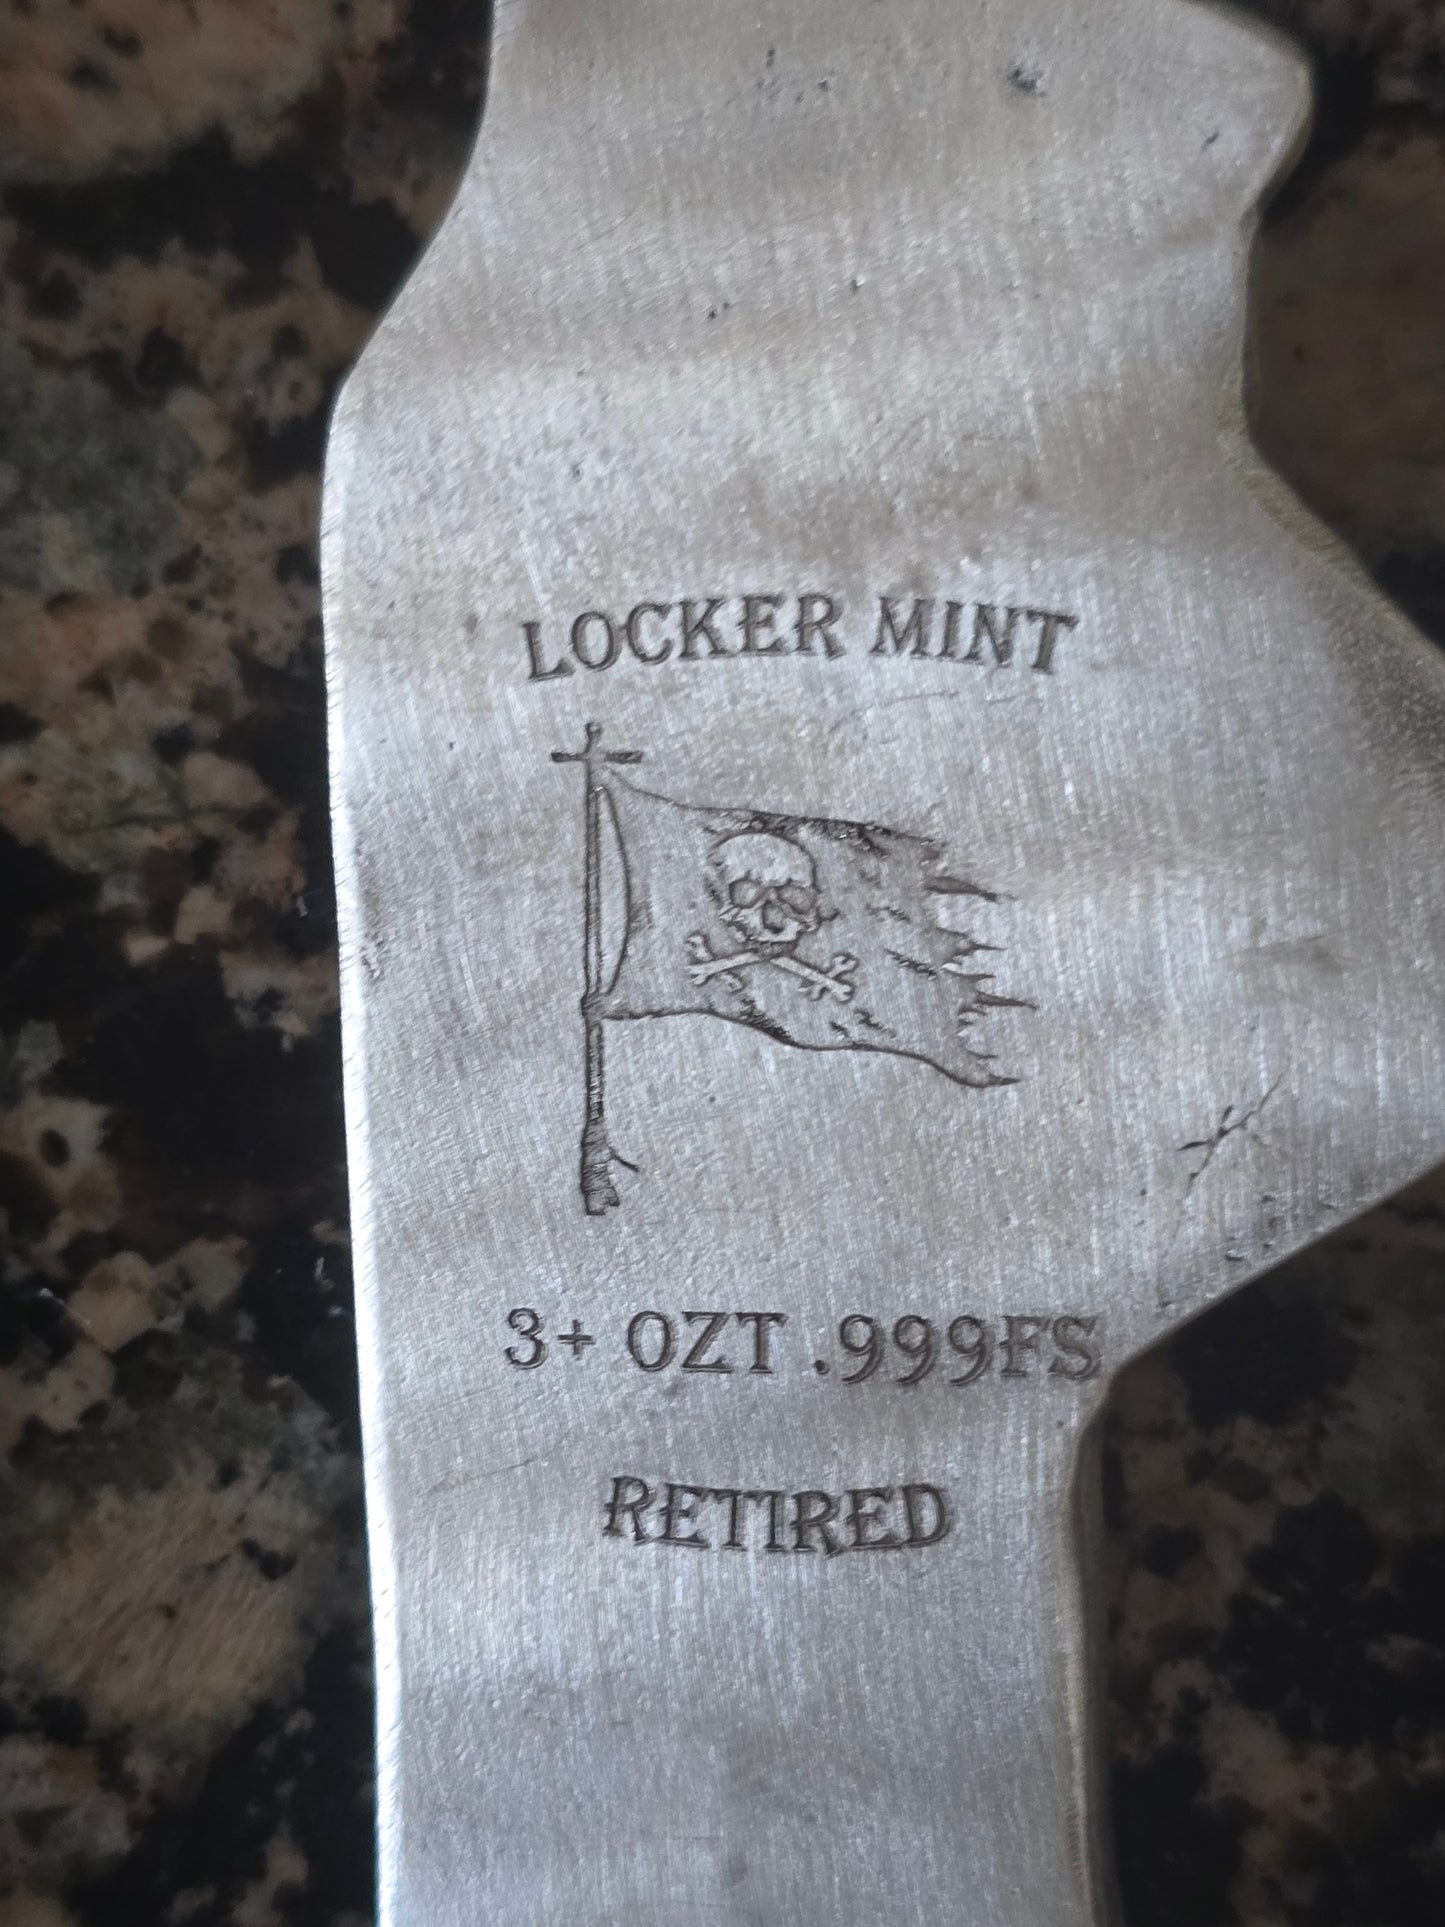 LOCKER MINT
3+ OZT .999FS
RETIRED